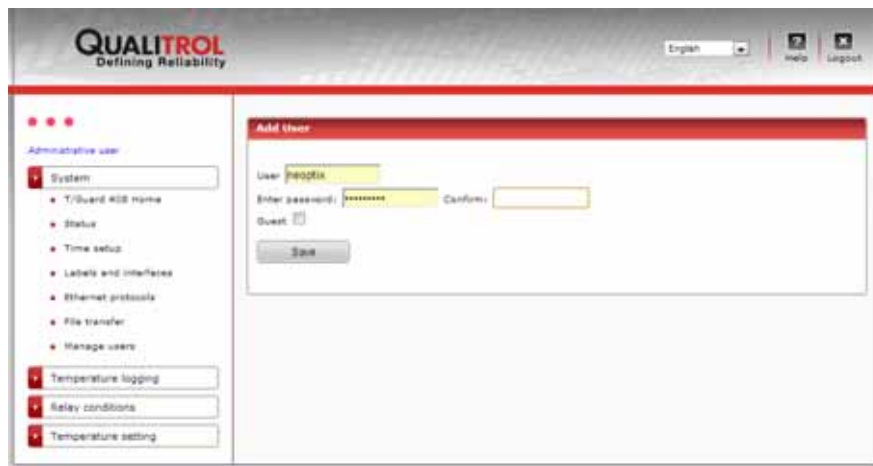 QUALITROL
Defining Reliability
English
Help
Logout
Administrative user
System
T/Guard 408 Home
Status
Time setup
Labels and interfaces
Ethernet protocols
File transfer
Manage users
Temperature logging
Relay conditions
Temperature setting
Add User
User neoptix
Enter password: ••••••••• Confirm:
Guest
Save